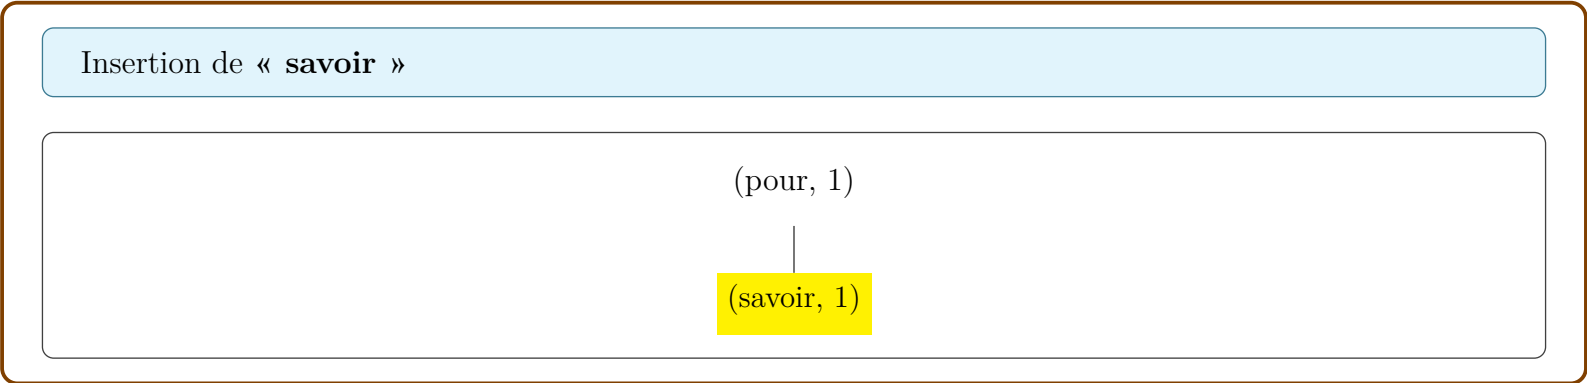 Insertion de « savoir »
(pour, 1)
(savoir, 1)